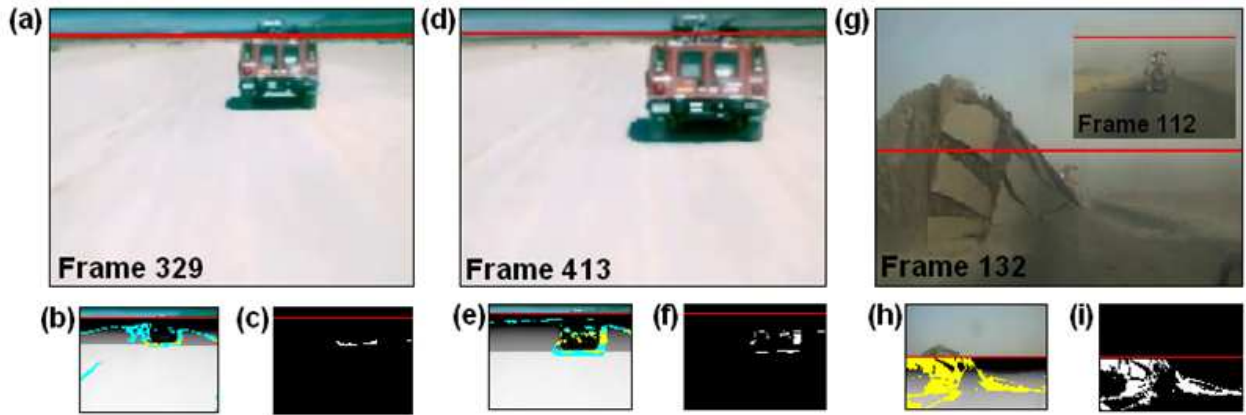 (a)
Frame 329
(b)
(c)
(d)
Frame 413
(e)
(f)
(g)
Frame 112
Frame 132
(h)
(i)